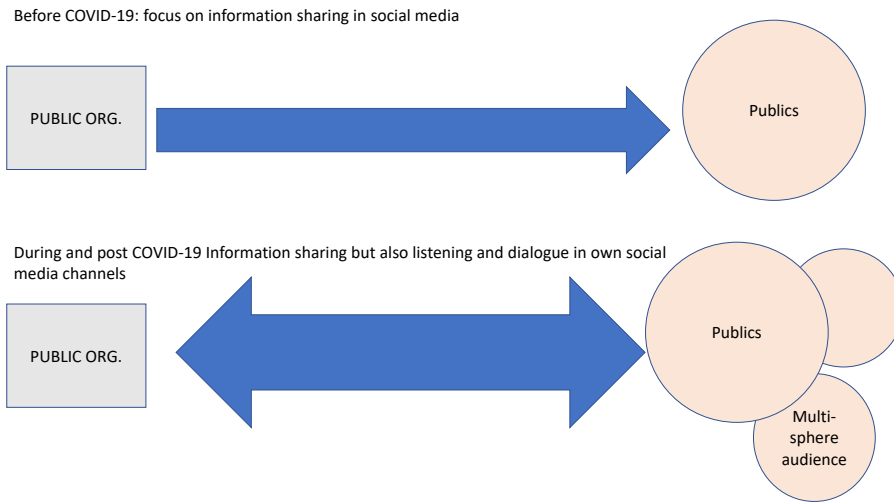 Before COVID-19: focus on information sharing in social media
PUBLIC ORG.
Publics
During and post COVID-19 Information sharing but also listening and dialogue in own social
media channels
PUBLIC ORG.
Publics
Multi-
sphere
audience